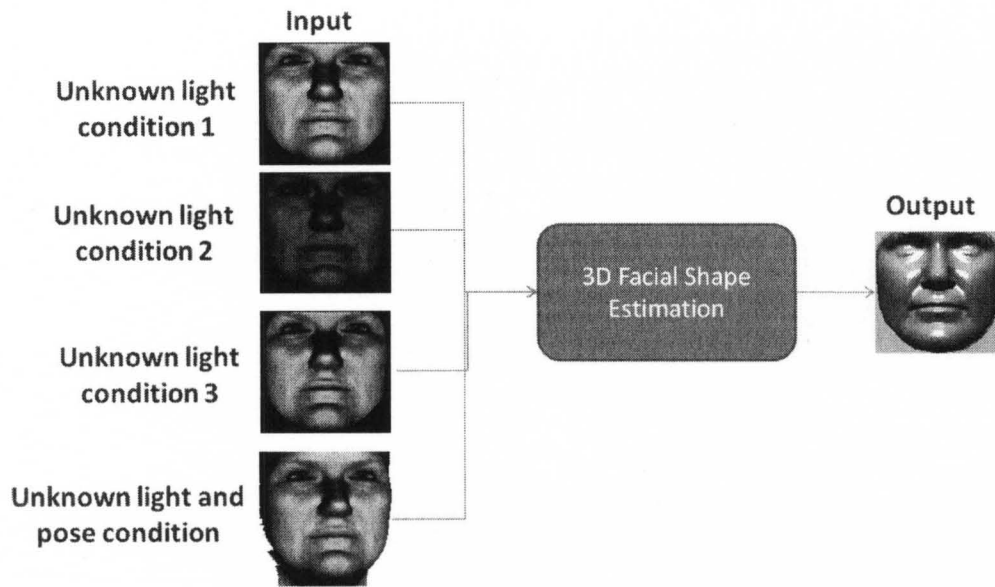 Input
Unknown light
condition 1
Unknown light
condition 2
Unknown light
condition 3
Unknown light and
pose condition
3D Facial Shape
Estimation
Output